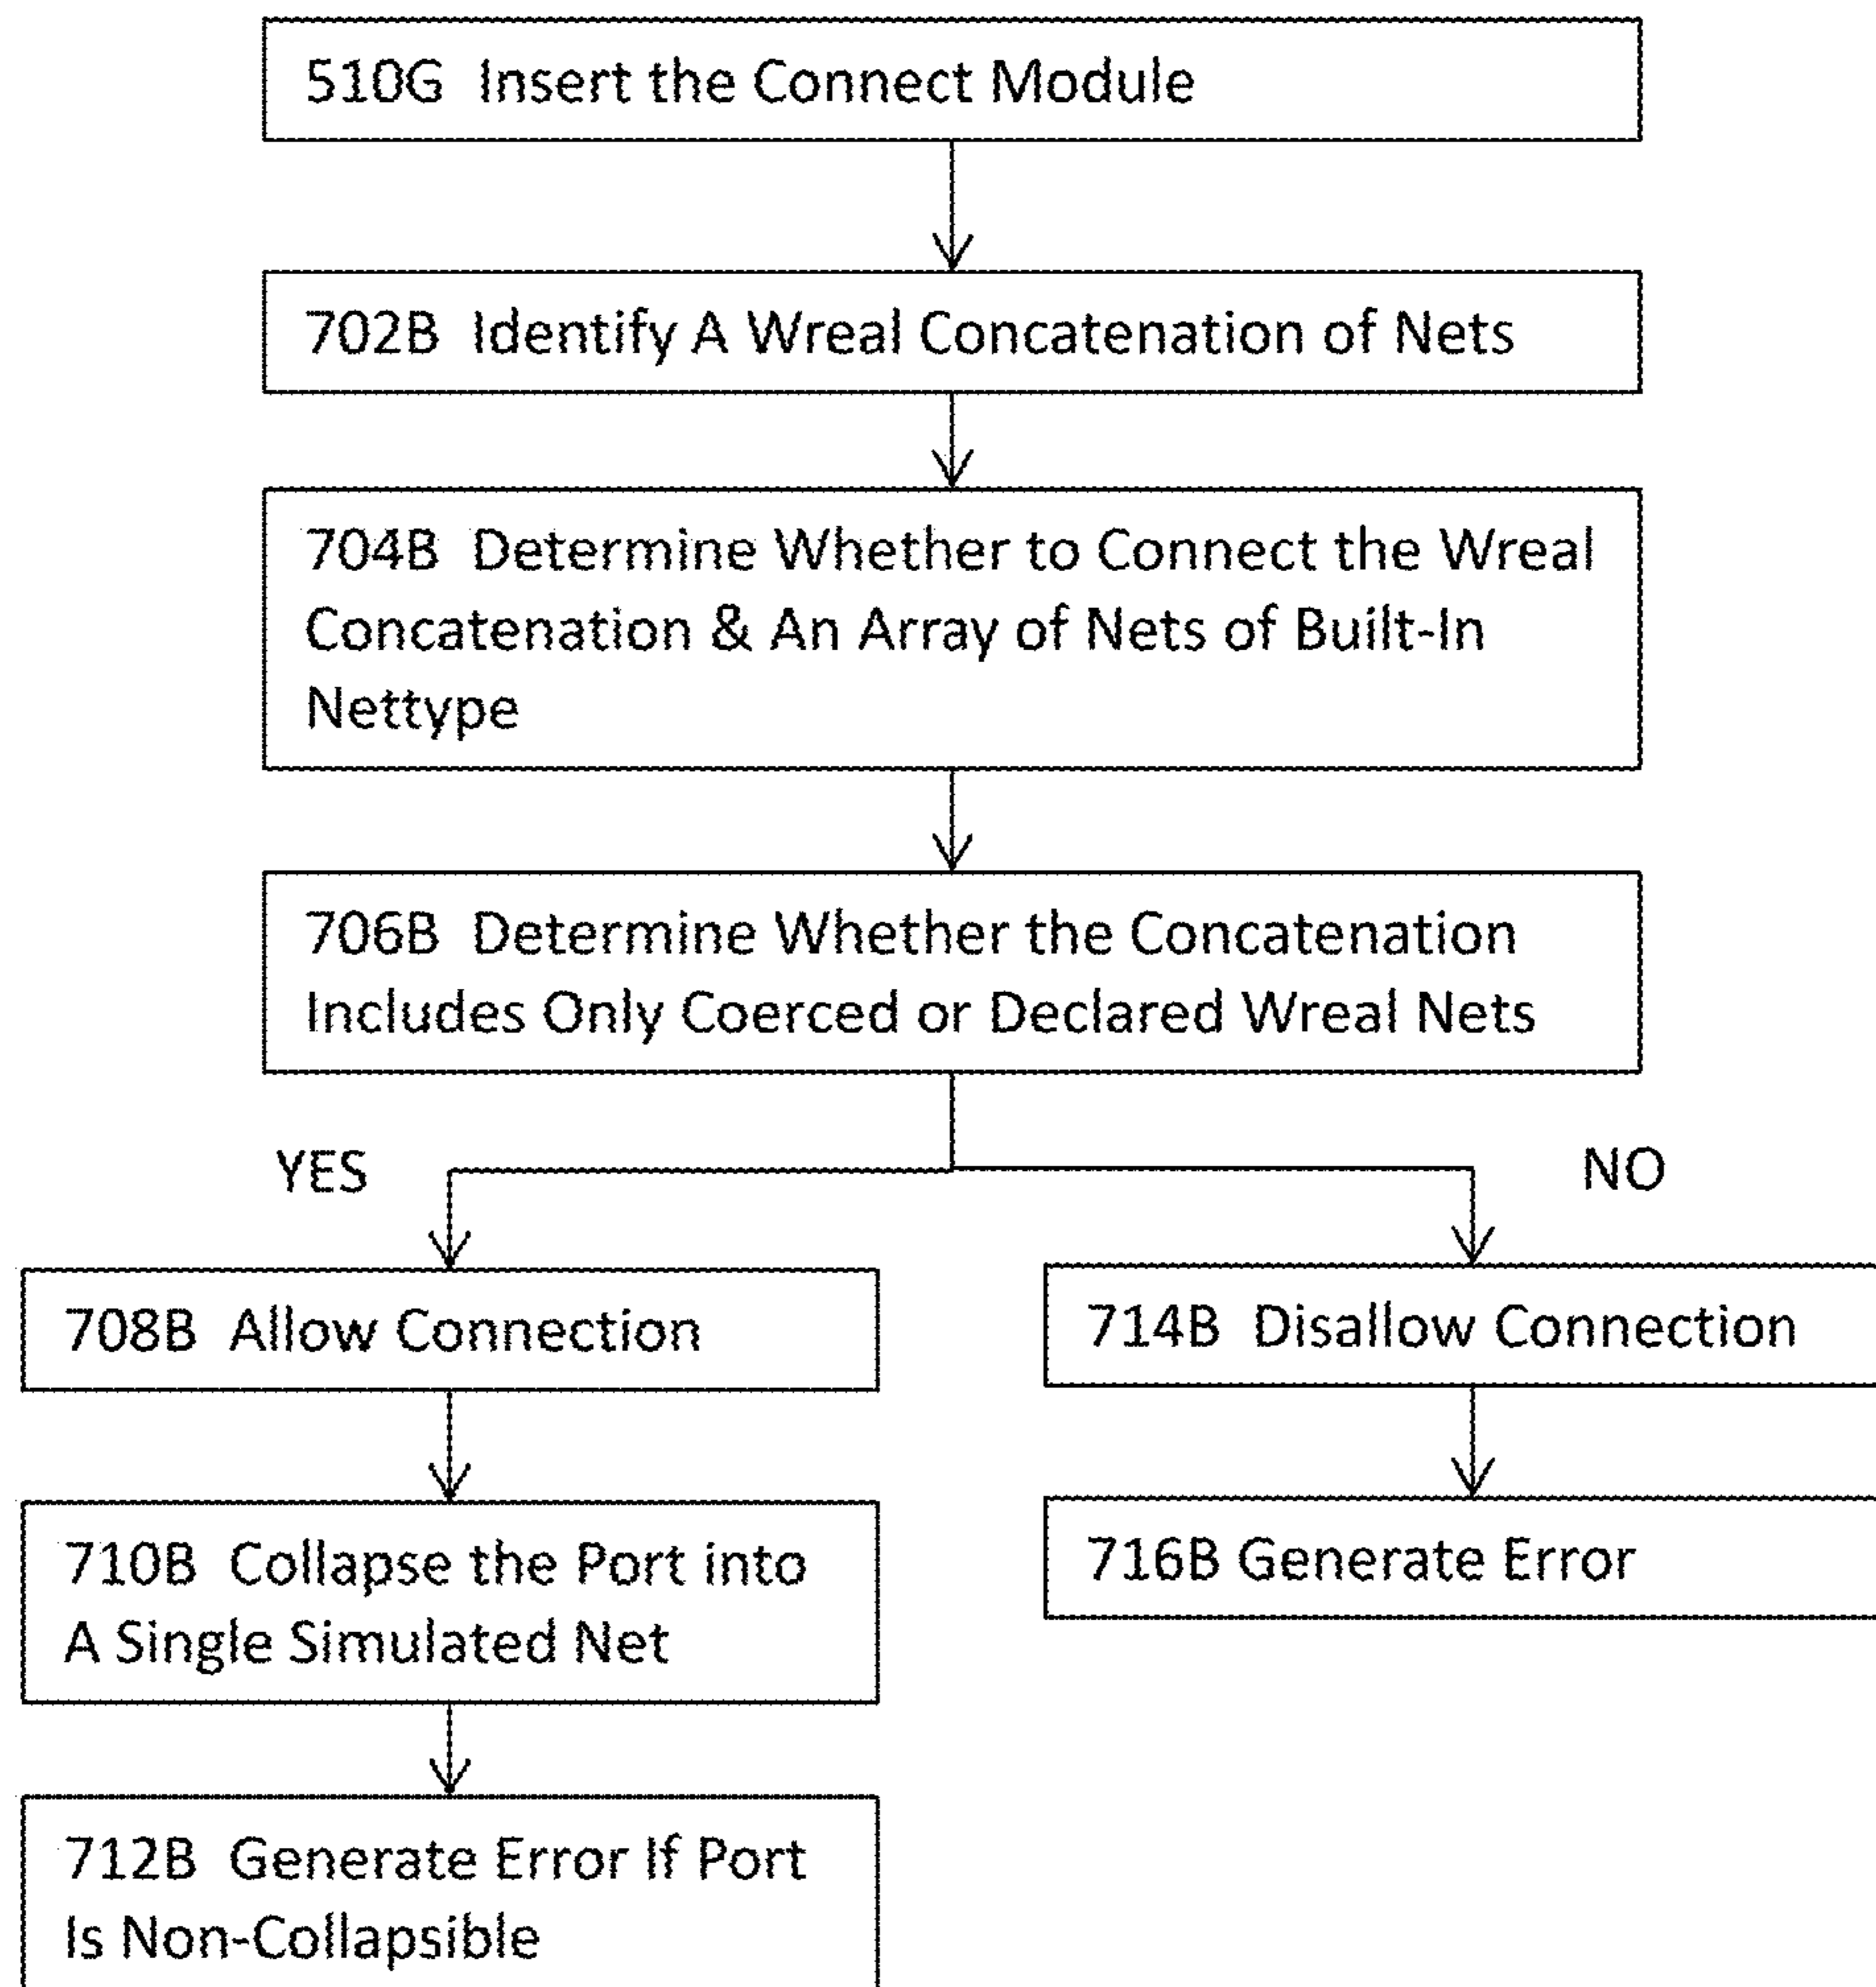 510G Insert the Connect Module
702B Identify A Wreal Concatenation of Nets
704B Determine Whether to Connect the Wreal
Concatenation & An Array of Nets of Built-In
Nettype
706B Determine Whether the Concatenation
Includes Only Coerced or Declared Wreal Nets
YES
NO
708B Allow Connection
714B Disallow Connection
710B Collapse the Port into
A Single Simulated Net
716B Generate Error
712B Generate Error If Port
Is Non-Collapsible